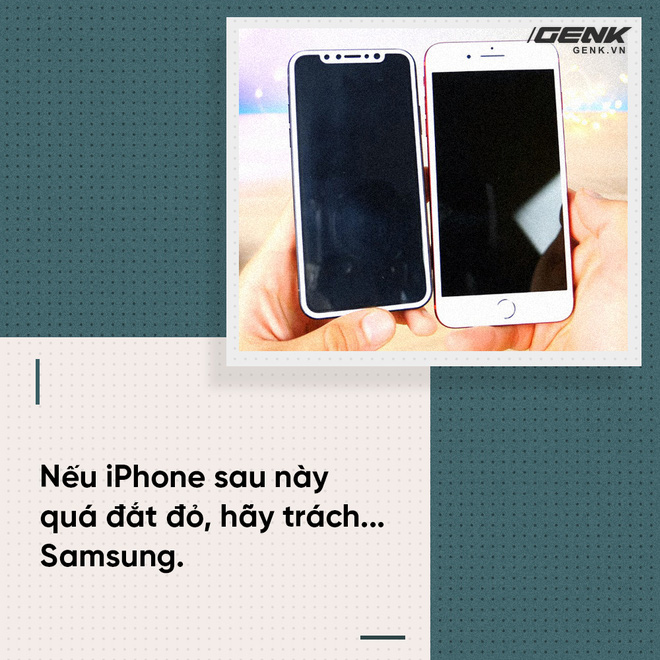 GENK
GENK.VN
Nếu iPhone sau này
quá đắt đỏ, hãy trách...
Samsung.